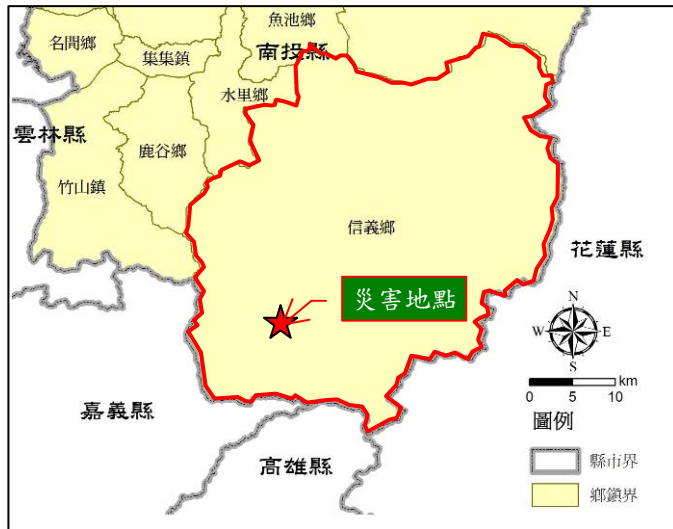 魚池鄉
名間鄉
集集鎮
南投縣
水里鄉
雲林縣
鹿谷鄉
竹山鎮
信義鄉
花蓮縣
災害地點
N
W E
S
km
0 5 10
嘉義縣
圖例
高雄縣
縣市界
鄉鎮界